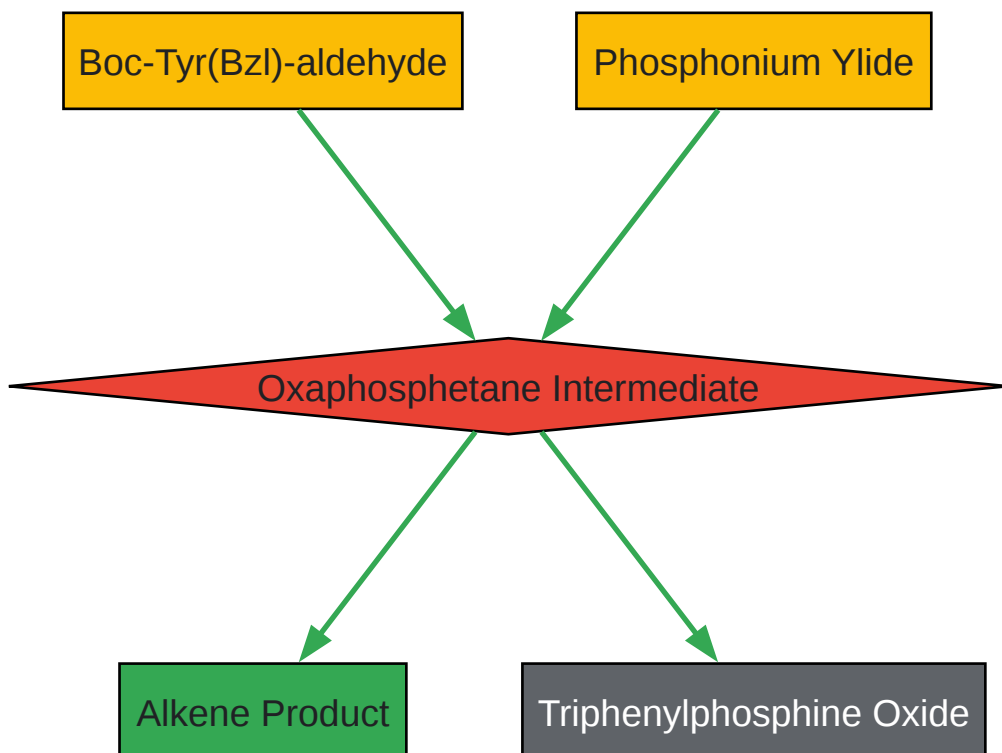 Boc-Tyr(Bzl)-aldehyde
Phosphonium Ylide
Oxaphosphetane Intermediate
Alkene Product
Triphenylphosphine Oxide